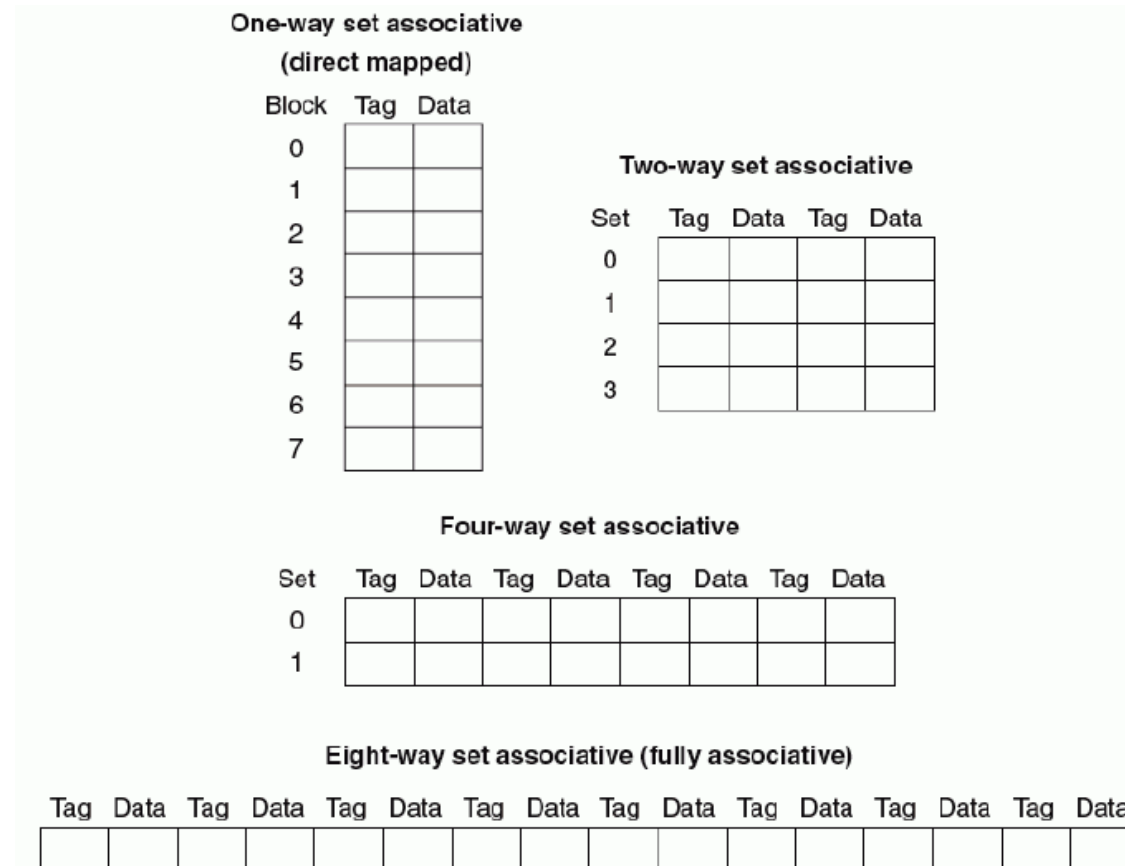 One-way set associative
(direct mapped)
Block Tag Data
0
1
2
3
4
5
6
7
Two-way set associative
Set Tag Data Tag Data
0
1
2
3
Four-way set associative
Set Tag Data Tag Data Tag Data Tag Data
0
1
Eight-way set associative (fully associative)
Tag Data Tag Data Tag Data Tag Data Tag Data Tag Data Tag Data Tag Data